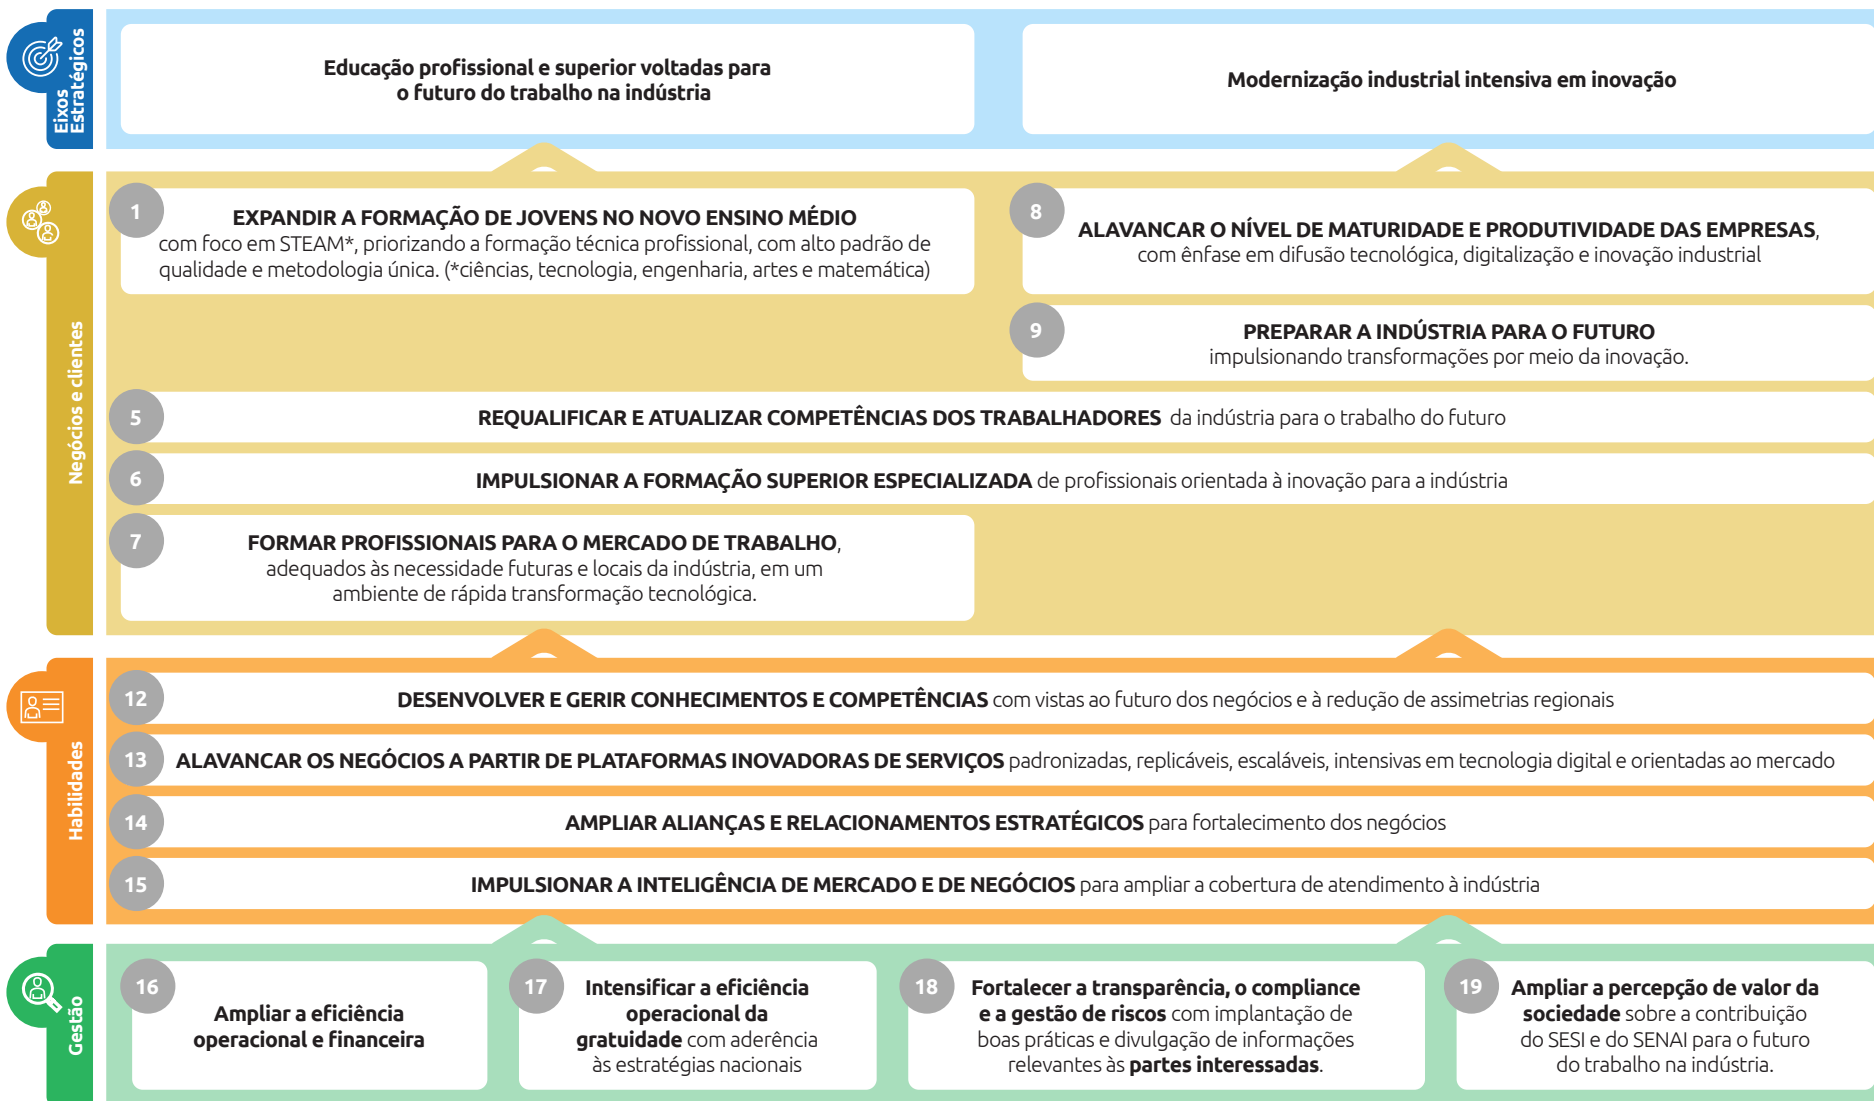 Eixos
Estratégicos
Educação profissional e superior voltadas para
o futuro do trabalho na indústria
Modernização industrial intensiva em inovação
Negócios e clientes
1
EXPANDIR A FORMAÇÃO DE JOVENS NO NOVO ENSINO MÉDIO
com foco em STEAM*, priorizando a formação técnica profissional, com alto padrão de
qualidade e metodologia única. (*ciências, tecnologia, engenharia, artes e matemática)
8
ALAVANCAR O NÍVEL DE MATURIDADE E PRODUTIVIDADE DAS EMPRESAS,
com ênfase em difusão tecnológica, digitalização e inovação industrial
9
PREPARAR A INDÚSTRIA PARA O FUTURO
impulsionando transformações por meio da inovação.
5
REQUALIFICAR E ATUALIZAR COMPETÊNCIAS DOS TRABALHADORES da indústria para o trabalho do futuro
6
IMPULSIONAR A FORMAÇÃO SUPERIOR ESPECIALIZADA de profissionais orientada à inovação para a indústria
7
FORMAR PROFISSIONAIS PARA O MERCADO DE TRABALHO,
adequados às necessidade futuras e locais da indústria, em um
ambiente de rápida transformação tecnológica.
Habilidades
12
DESENVOLVER E GERIR CONHECIMENTOS E COMPETÊNCIAS com vistas ao futuro dos negócios e à redução de assimetrias regionais
13
ALAVANCAR OS NEGÓCIOS A PARTIR DE PLATAFORMAS INOVADORAS DE SERVIÇOS padronizadas, replicáveis, escaláveis, intensivas em tecnologia digital e orientadas ao mercado
14
AMPLIAR ALIANÇAS E RELACIONAMENTOS ESTRATÉGICOS para fortalecimento dos negócios
15
IMPULSIONAR A INTELIGÊNCIA DE MERCADO E DE NEGÓCIOS para ampliar a cobertura de atendimento à indústria
Gestão
16
Ampliar a eficiência
operacional e financeira
17
Intensificar a eficiência
operacional da
gratuidade com aderência
às estratégias nacionais
18
Fortalecer a transparência, o compliance
e a gestão de riscos com implantação de
boas práticas e divulgação de informações
relevantes às partes interessadas.
19
Ampliar a percepção de valor da
sociedade sobre a contribuição
do SESI e do SENAI para o futuro
do trabalho na indústria.